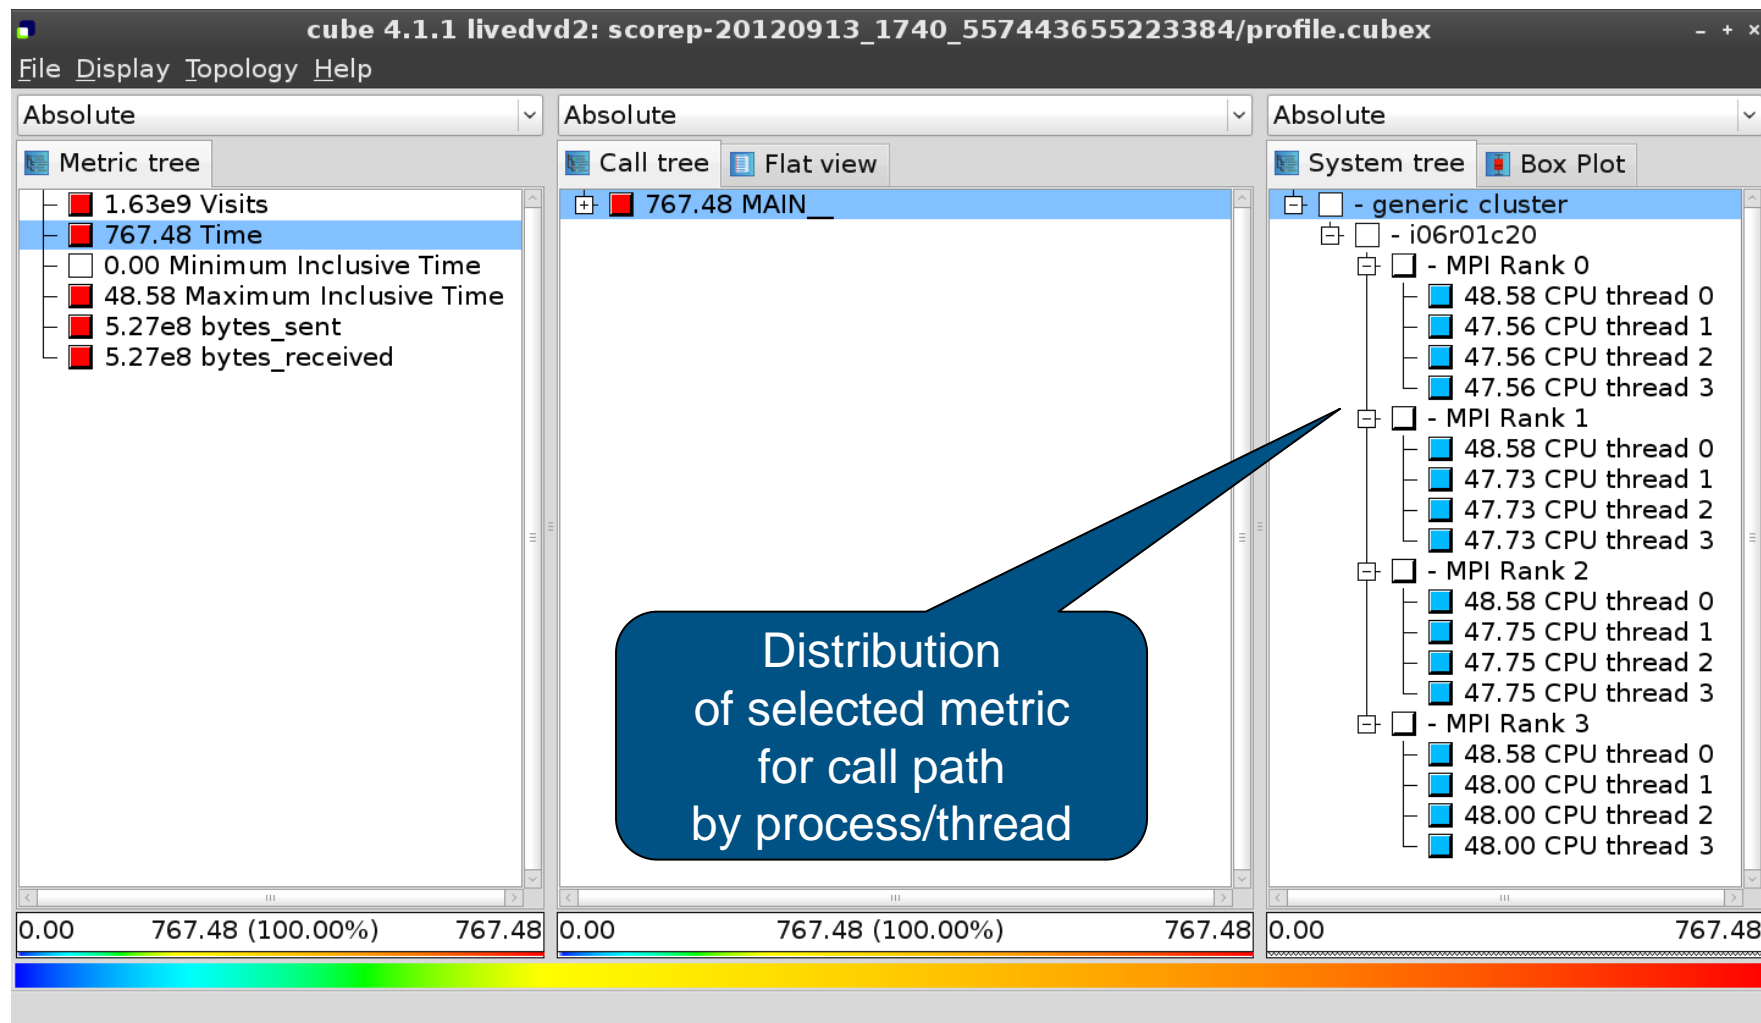 cube 4.1.1 livedvd2: scorep-20120913_1740_557443655223384/profile.cubex
File Display Topology Help
Absolute
Metric tree
1.63e9 Visits
767.48 Time
0.00 Minimum Inclusive Time
48.58 Maximum Inclusive Time
5.27e8 bytes_sent
5.27e8 bytes_received
0.00 767.48 (100.00%) 767.48
Absolute
Call tree Flat view
767.48 MAIN__
Distribution
of selected metric
for call path
by process/thread
0.00 767.48 (100.00%) 767.48
Absolute
System tree Box Plot
- generic cluster
- i06r01c20
- MPI Rank 0
48.58 CPU thread 0
47.56 CPU thread 1
47.56 CPU thread 2
47.56 CPU thread 3
- MPI Rank 1
48.58 CPU thread 0
47.73 CPU thread 1
47.73 CPU thread 2
47.73 CPU thread 3
- MPI Rank 2
48.58 CPU thread 0
47.75 CPU thread 1
47.75 CPU thread 2
47.75 CPU thread 3
- MPI Rank 3
48.58 CPU thread 0
48.00 CPU thread 1
48.00 CPU thread 2
48.00 CPU thread 3
0.00 767.48